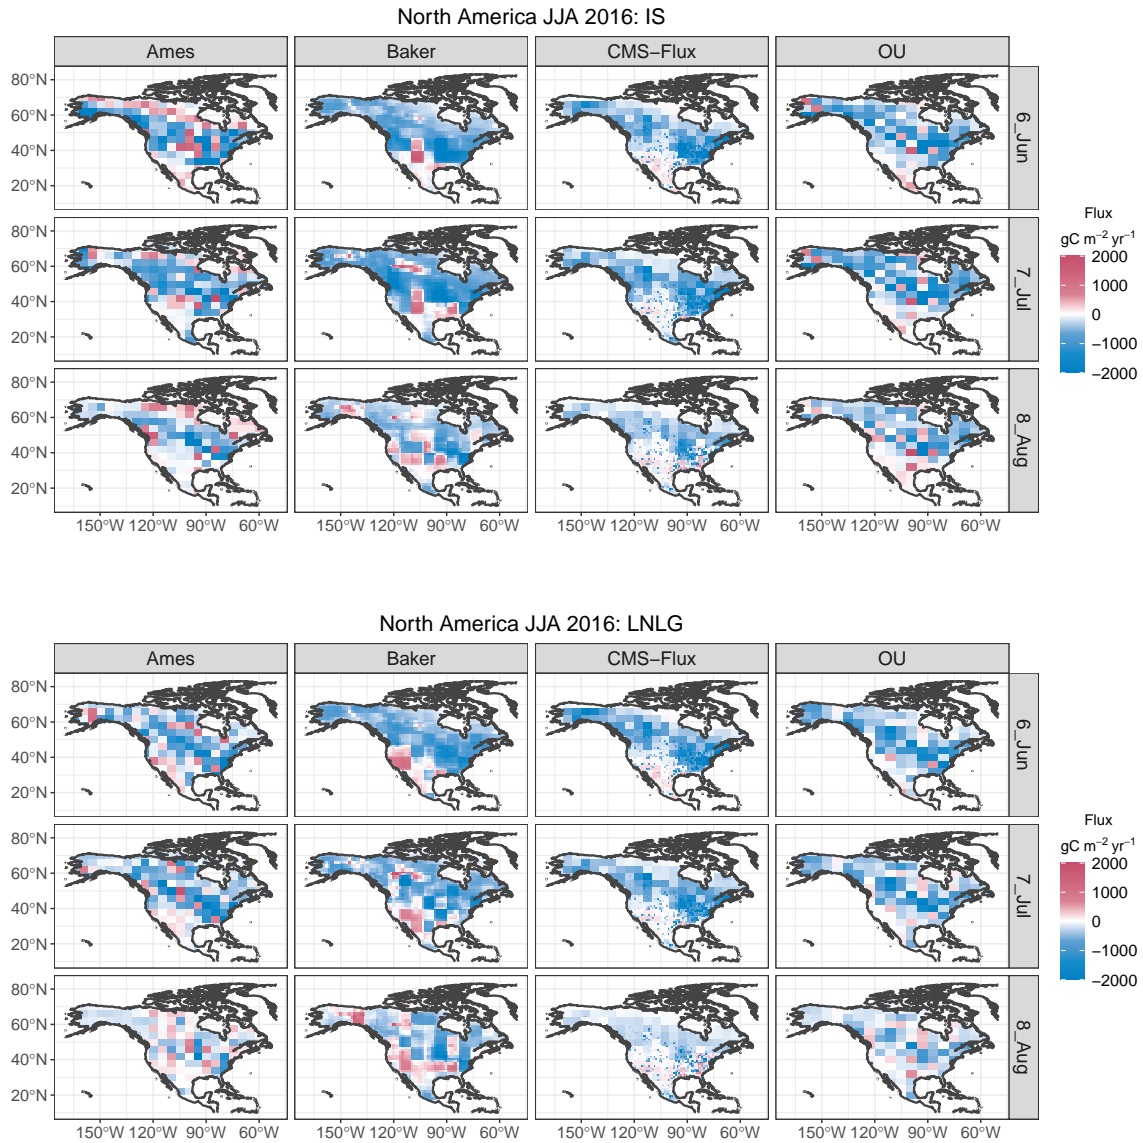 North America JJA 2016: IS
Ames Baker CMS−Flux OU
80°N
60°N
40°N
20°N
6_Jun
80°N
60°N
40°N
20°N
7_Jul
80°N
60°N
40°N
20°N
8_Aug
150°W 120°W 90°W 60°W 150°W 120°W 90°W 60°W 150°W 120°W 90°W 60°W 150°W 120°W 90°W 60°W
Flux
gC m−2 yr−1
2000
1000
0
−1000
−2000
North America JJA 2016: LNLG
Ames Baker CMS−Flux OU
80°N
60°N
40°N
20°N
6_Jun
80°N
60°N
40°N
20°N
7_Jul
80°N
60°N
40°N
20°N
8_Aug
150°W 120°W 90°W 60°W 150°W 120°W 90°W 60°W 150°W 120°W 90°W 60°W 150°W 120°W 90°W 60°W
Flux
gC m−2 yr−1
2000
1000
0
−1000
−2000